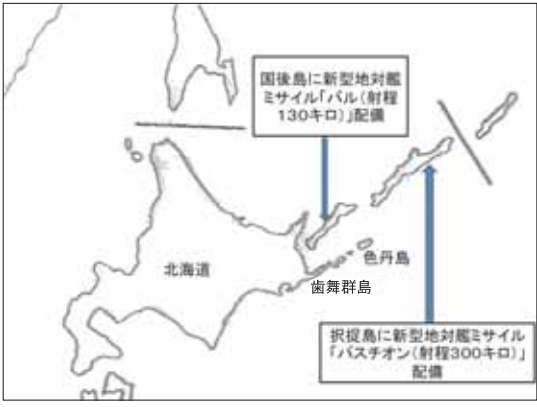 国後島に新型地対艦
ミサイル「バル(射程
130キロ)」配備
色丹島
北海道
歯舞群島
択捉島に新型地対艦ミサイル
「バスチオン(射程300キロ)」
配備